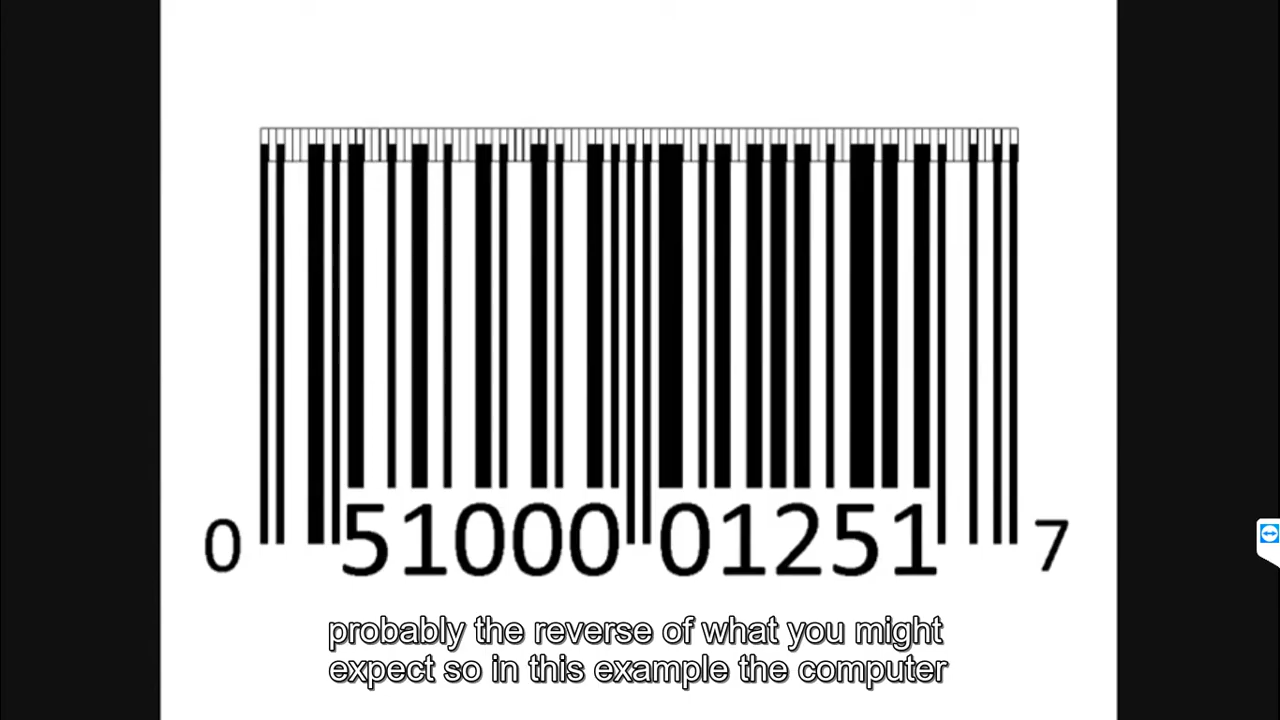 0 51000 01251 7
probably the reverse of what you might
expect so in this example the computer